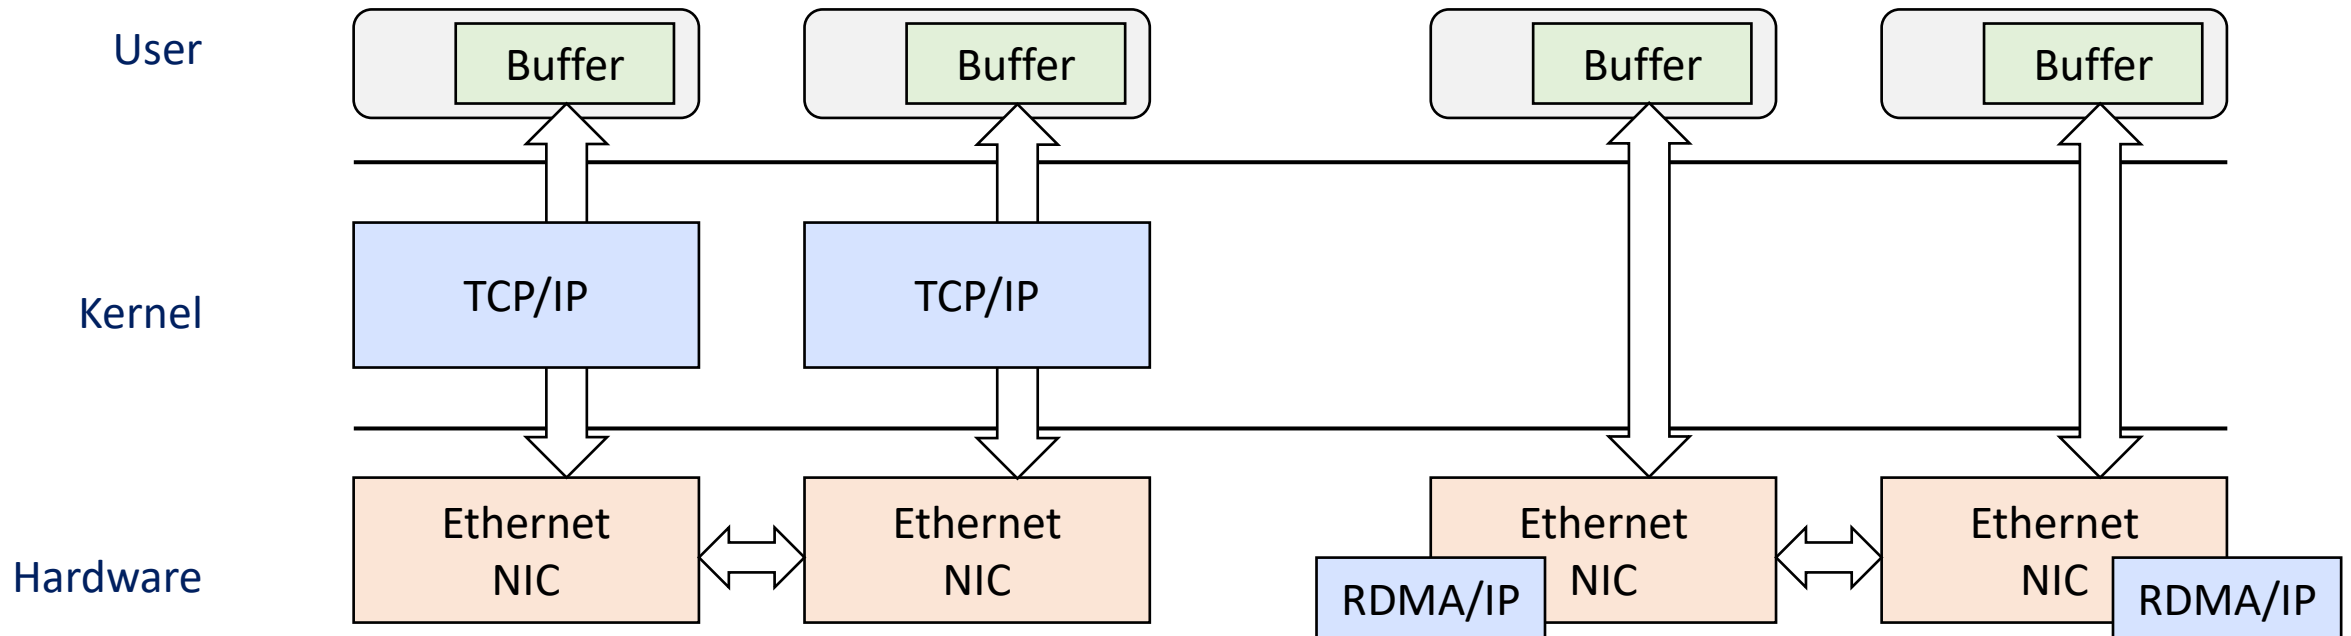 User
Buffer
Buffer
Buffer
Buffer
Kernel
TCP/IP
TCP/IP
Hardware
Ethernet
NIC
Ethernet
NIC
Ethernet
NIC
RDMA/IP
Ethernet
NIC
RDMA/IP